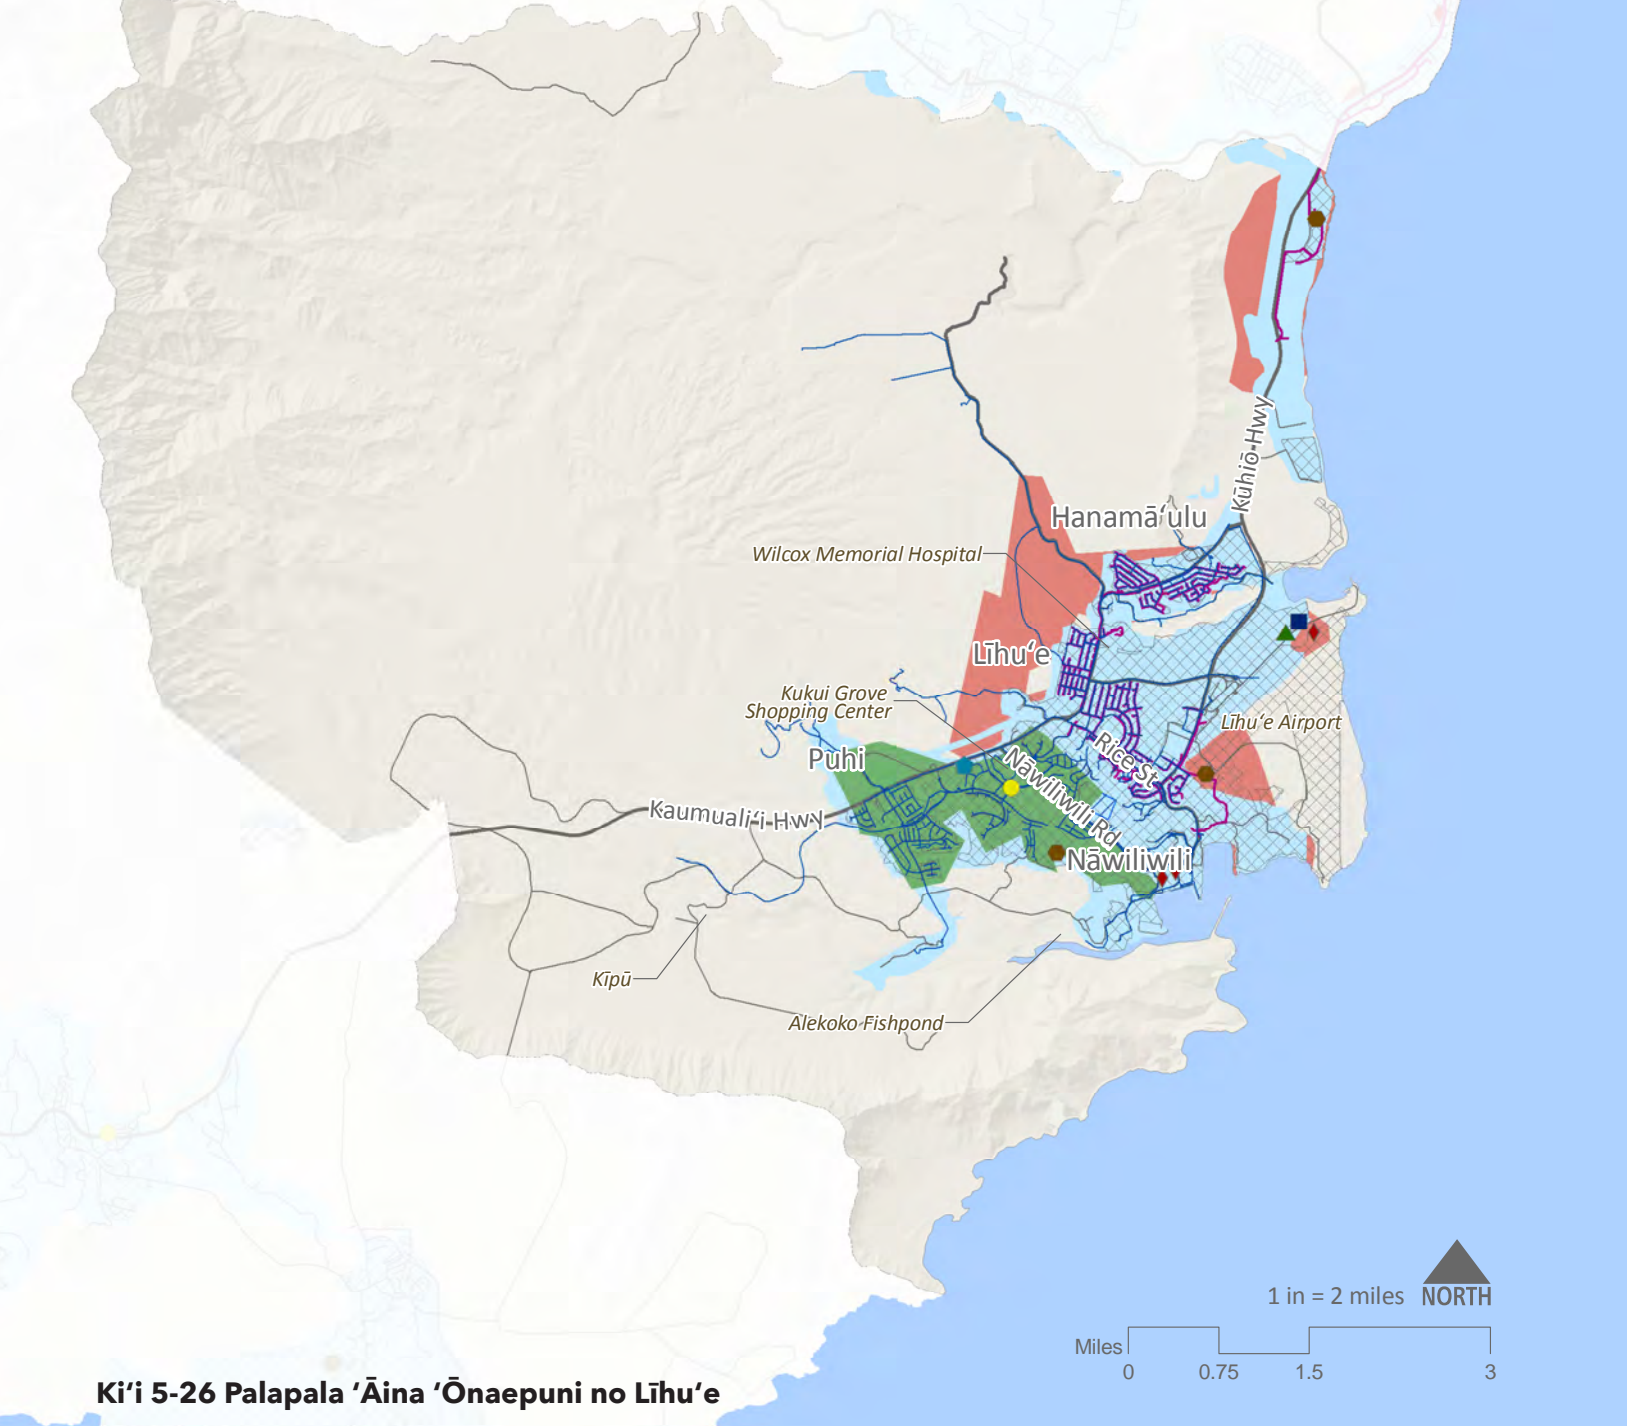 Kūhiō Hwy
Hanamāʻulu
Wilcox Memorial Hospital
Līhuʻe
Kukui Grove
Shopping Center
Līhuʻe Airport
Rice St
Puhi
Nāwiliwili Rd
Kaumualiʻi Hwy
Nāwiliwili
Kīpū
Alekoko Fishpond
1 in = 2 miles
NORTH
Miles
0 0.75 1.5 3
Kiʻi 5-26 Palapala ʻĀina ʻŌnaepuni no Līhuʻe